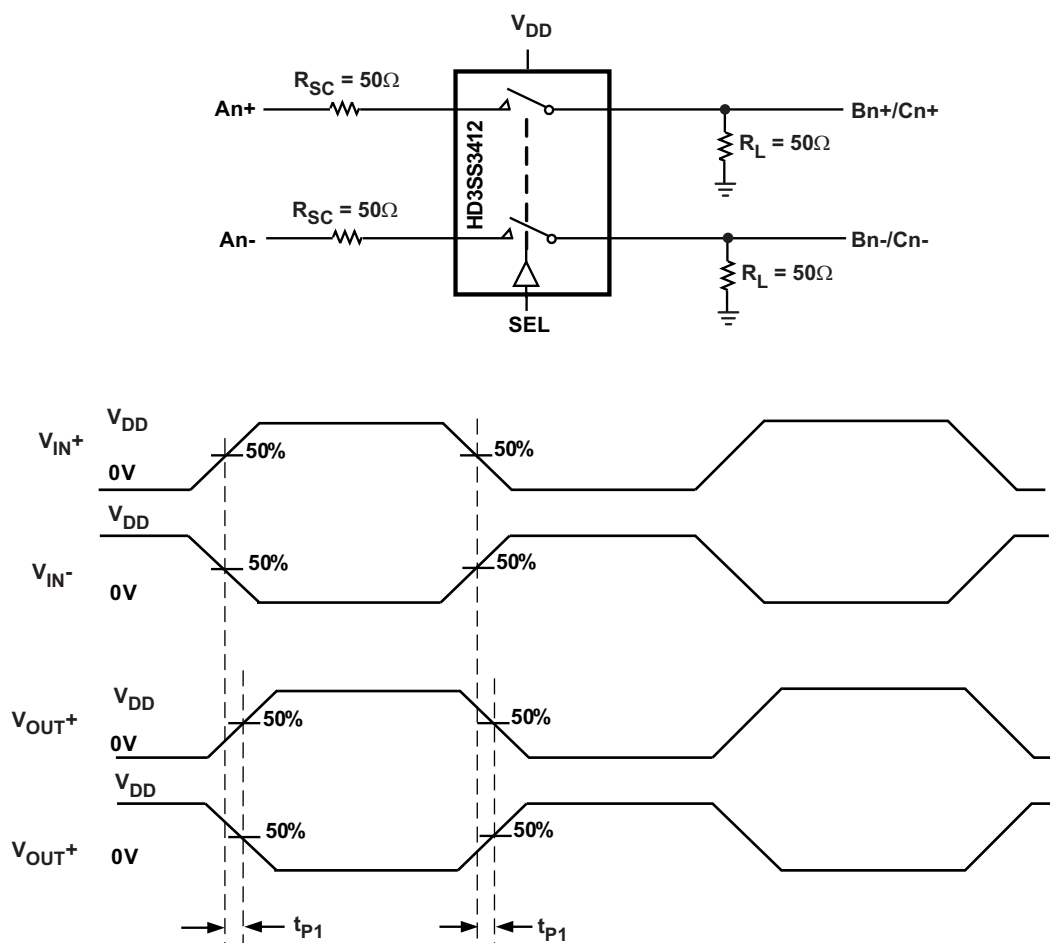 VDD
RSC = 50Ω
An+
Bn+/Cn+
HD3SS3412
RL = 50Ω
RSC = 50Ω
An-
Bn-/Cn-
RL = 50Ω
SEL
VDD
VIN+
50%
50%
0V
VDD
VIN-
50%
50%
0V
VDD
VOUT+
50%
50%
0V
VDD
50%
50%
VOUT+
0V
tP1
tP1